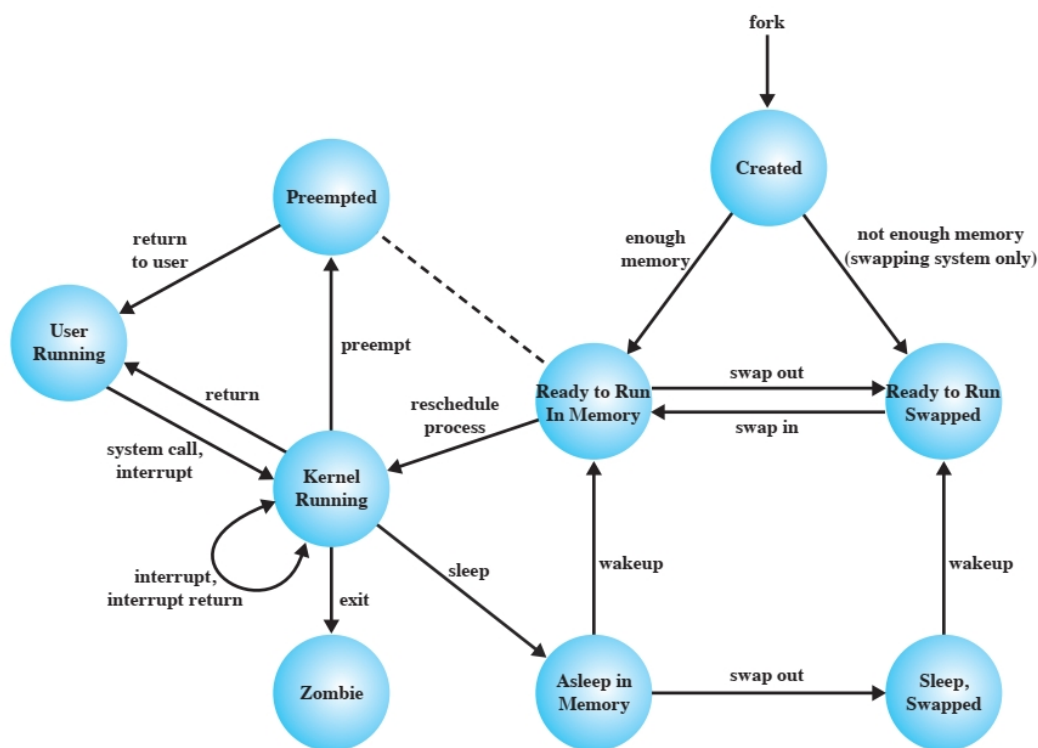 fork
Created
Preempted
return
to user
enough
memory
not enough memory
(swapping system only)
User
Running
preempt
return
reschedule
process
Ready to Run
In Memory
swap out
swap in
Ready to Run
Swapped
system call,
interrupt
Kernel
Running
interrupt,
interrupt return
sleep
wakeup
wakeup
exit
Zombie
Asleep in
Memory
swap out
Sleep,
Swapped